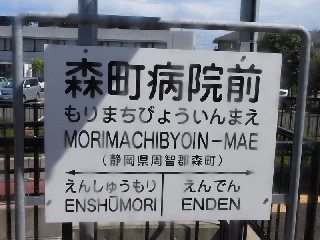 森町病院前
もりまちびょういんまえ
MORIMACHIBYOIN-MAE
(静岡県周智郡森町)
えんしゅうもり えんでん
ENSHŪMORI ENDEN